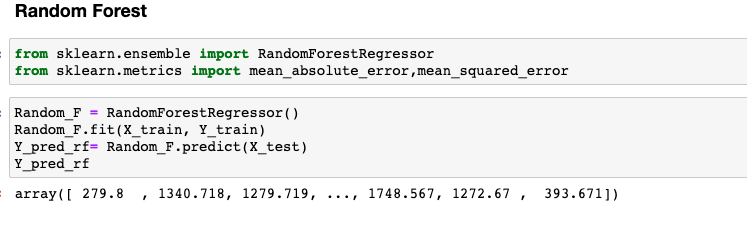 Random Forest
from sklearn.ensemble import RandomForestRegressor
from sklearn.metrics import mean_absolute_error,mean_squared_error
Random_F = RandomForestRegressor()
Random_F.fit(X_train, Y_train)
Y_pred_rf= Random_F.predict(X_test)
Y_pred_rf
array([ 279.8  , 1340.718, 1279.719, ..., 1748.567, 1272.67 ,  393.671])